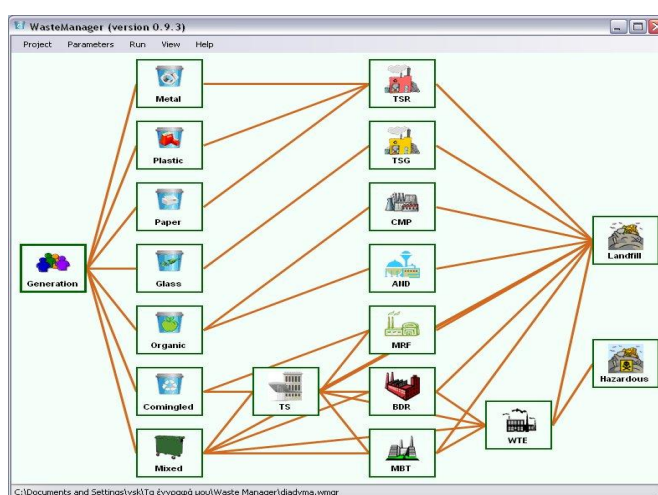 WasteManager (version 0.9.3)
Project Parameters Run View Help
Metal
TSR
Plastic
TSG
Paper
CMP
Generation
Glass
AND
Landfill
Organic
MRF
Comingled
TS
BDR
Hazardous
Mixed
MBT
WTE
C:\Documents and Settings\vsk\Τα έγγραφά μου\Waste Manager\diadyma.wmgr